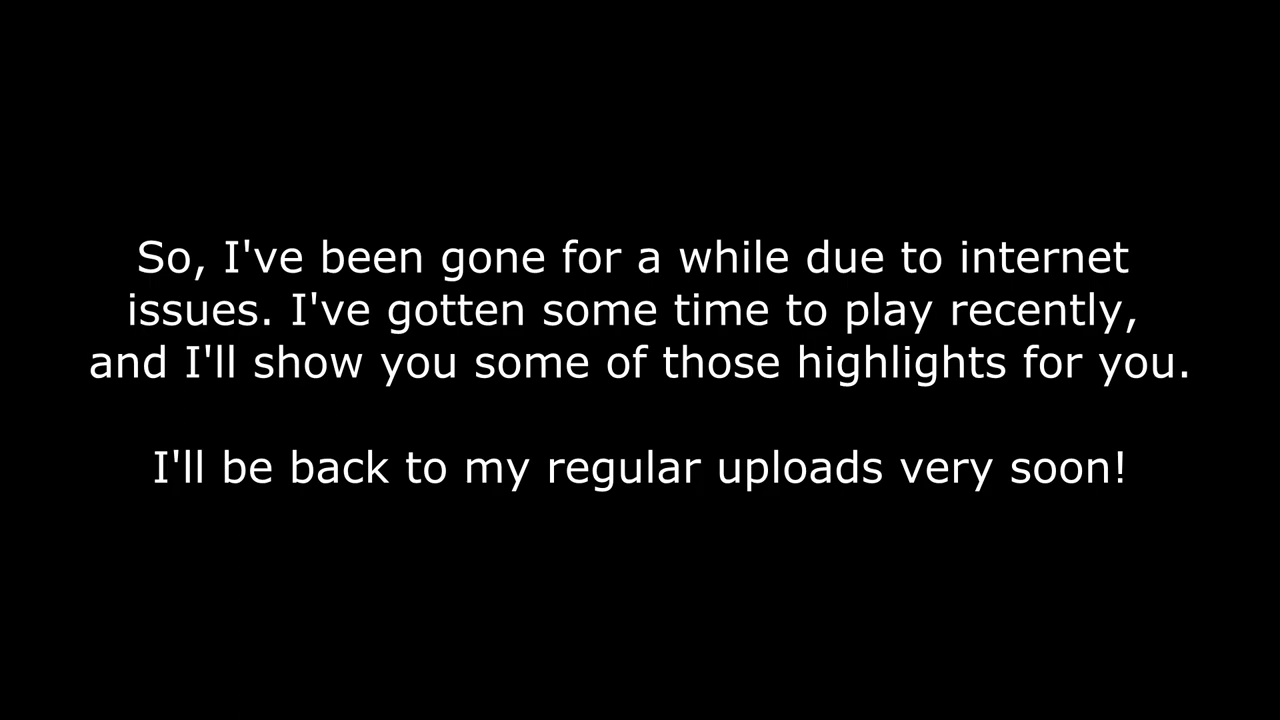 So, I've been gone for a while due to internet
issues. I've gotten some time to play recently,
and I'll show you some of those highlights for you.
I'll be back to my regular uploads very soon!